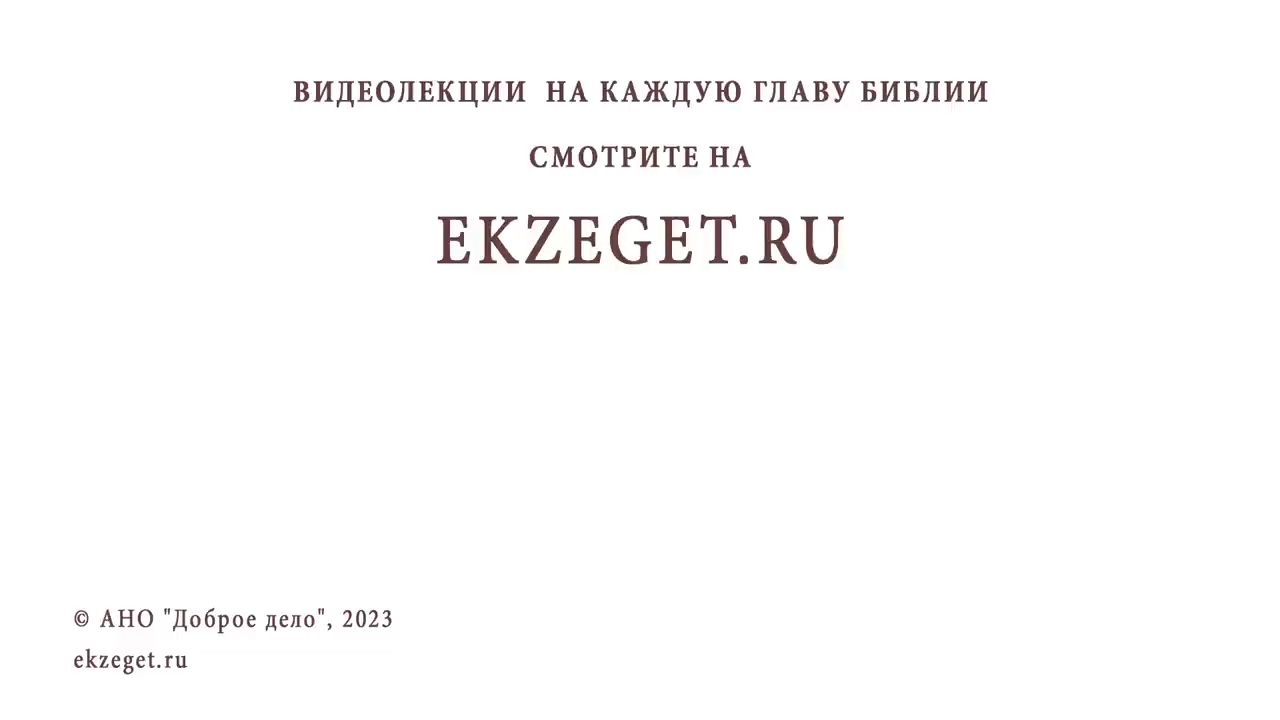 ВИДЕОЛЕКЦИИ НА КАЖДУЮ ГЛАВУ БИБЛИИ
СМОТРИТЕ НА
EKZEGET.RU
© АНО "Доброе дело", 2023
ekzeget.ru